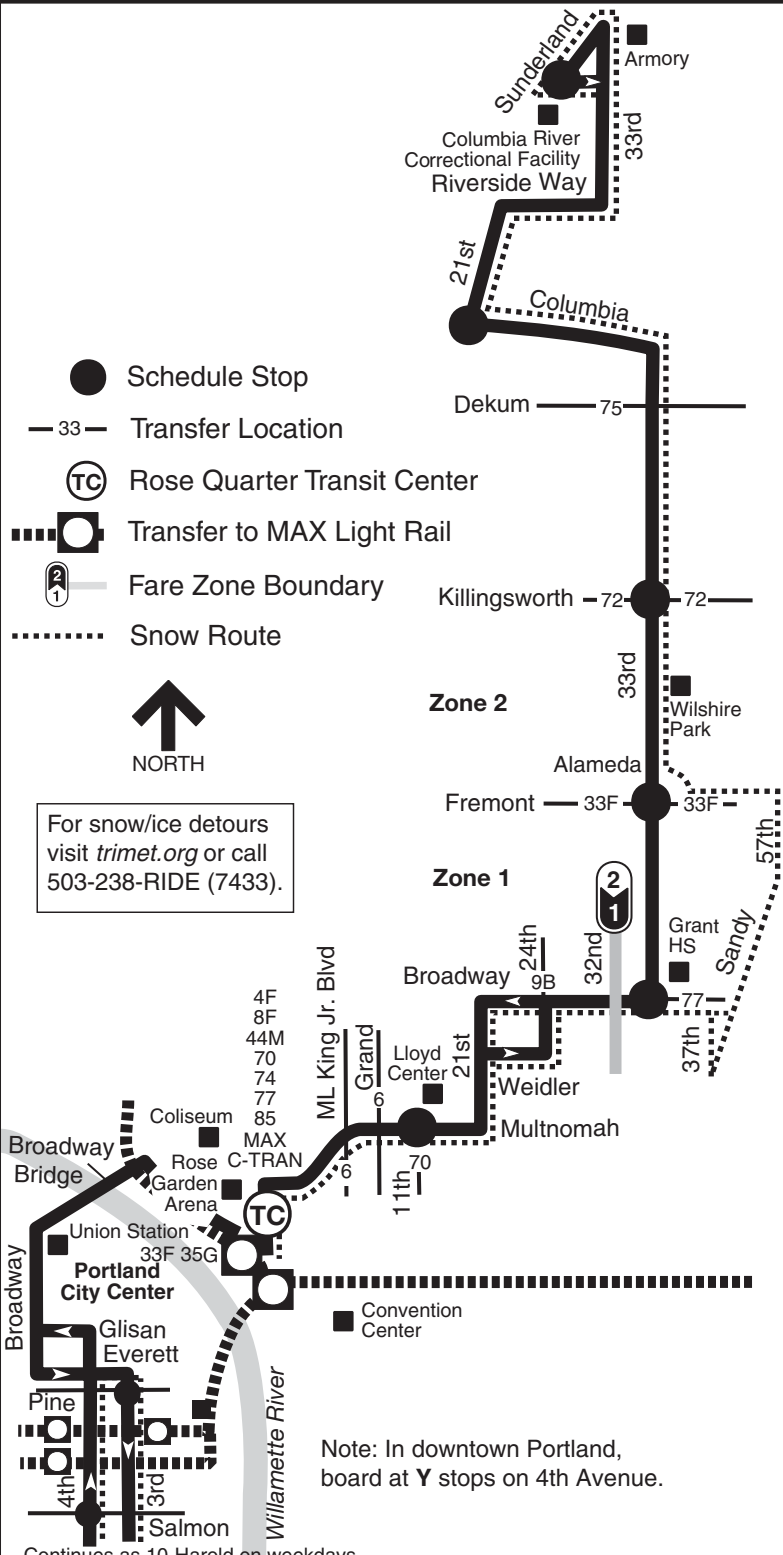 Sunderland
Armory
33rd
Columbia River
Correctional Facility
Riverside Way
21st
Columbia
Schedule Stop
Dekum
75
33
Transfer Location
TC
Rose Quarter Transit Center
Transfer to MAX Light Rail
2
1
Fare Zone Boundary
Killingsworth
72
72
Snow Route
33rd
Zone 2
Wilshire
Park
NORTH
Alameda
Fremont
33F
33F
For snow/ice detours
visit trimet.org or call
503-238-RIDE (7433).
57th
Zone 1
2
1
Grant
HS
Sandy
24th
32nd
Broadway
9B
77
37th
4F
8F
44M
70
74
77
85
MAX
C-TRAN
ML King Jr. Blvd
Grand
6
Lloyd
Center
21st
Weidler
Multnomah
Coliseum
Broadway
Bridge
Rose
Garden
Arena
6
11th
70
TC
Union Station
33F 35G
Portland
City Center
Broadway
Convention
Center
Glisan
Everett
Pine
Willamette River
Note: In downtown Portland,
board at Y stops on 4th Avenue.
4th
3rd
Salmon
Continues as 10-Harold on weekdays